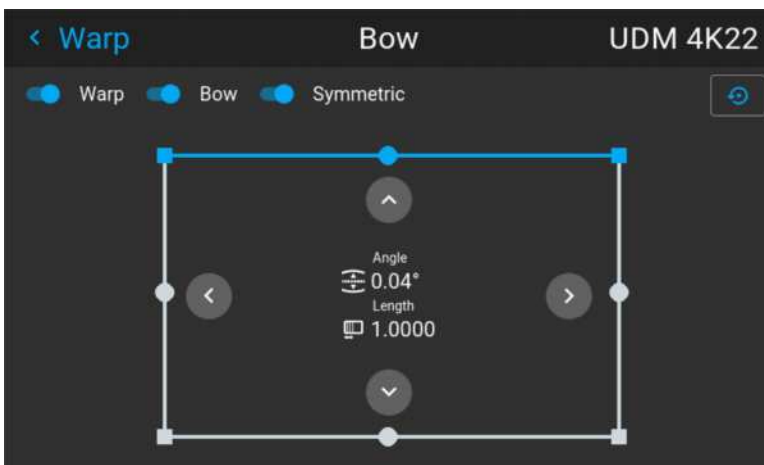 Warp Bow UDM 4K22
Warp Bow Symmetric
Angle
0.04°
Length
1.0000